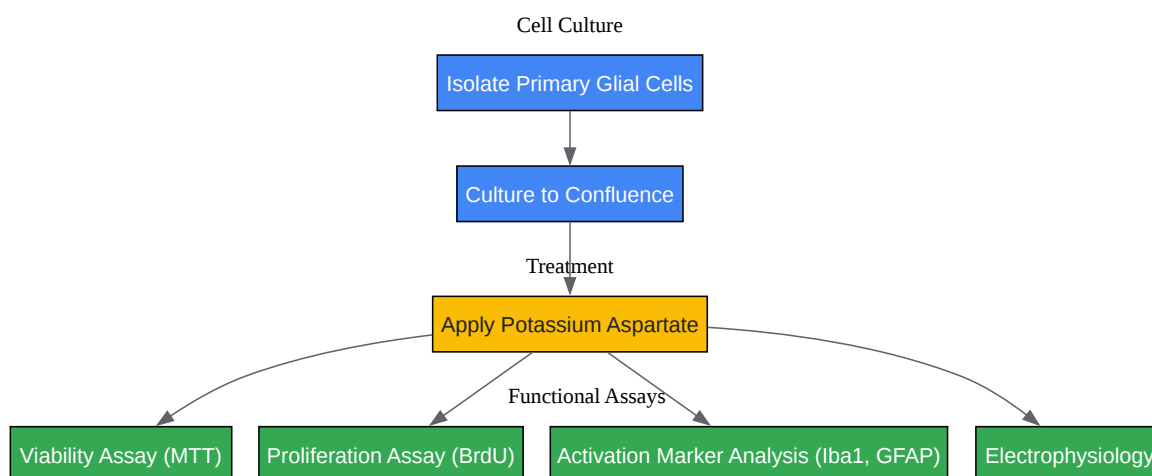 Cell Culture
Isolate Primary Glial Cells
Culture to Confluence
Treatment
Apply Potassium Aspartate
Functional Assays
Viability Assay (MTT)
Proliferation Assay (BrdU)
Activation Marker Analysis (Iba1, GFAP)
Electrophysiology